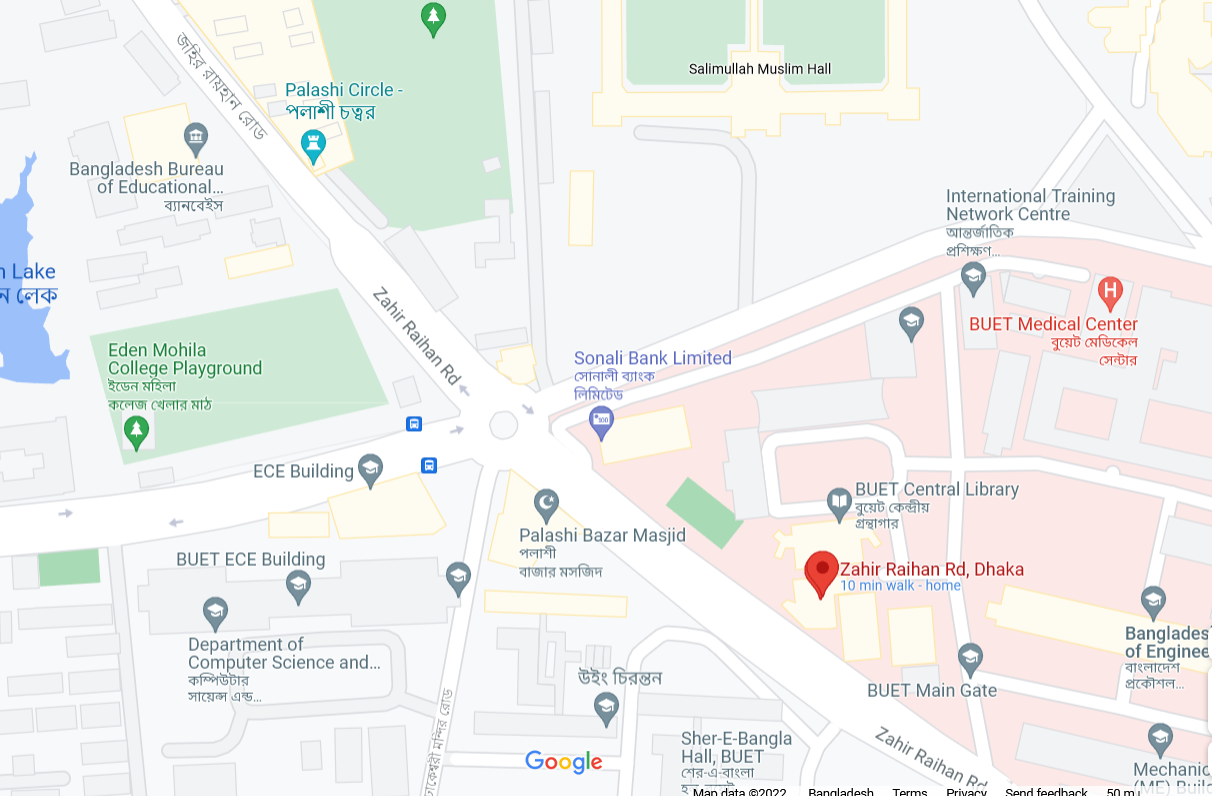 Salimullah Muslim Hall
জহির রায়হান রোড
Palashi Circle -
পলাশী চত্বর
Bangladesh Bureau
of Educational...
ব্যানবেইস
International Training
Network Centre
আন্তর্জাতিক
প্রশিক্ষণ...
Lake
লেক
Zahir Raihan Rd
H
BUET Medical Center
বুয়েট মেডিকেল
সেন্টার
Eden Mohila
College Playground
ইডেন মহিলা
কলেজ খেলার মাঠ
Sonali Bank Limited
সোনালী ব্যাংক
লিমিটেড
ECE Building
BUET Central Library
বুয়েট কেন্দ্রীয়
গ্রন্থাগার
Palashi Bazar Masjid
পলাশী
বাজার মসজিদ
BUET ECE Building
Zahir Raihan Rd, Dhaka
10 min walk - home
Department of
Computer Science and...
কম্পিউটার
সায়েন্স এন্ড...
Banglades
of Enginee
বাংলাদেশ
প্রকৌশল...
উইং চিরন্তন
BUET Main Gate
ঢাকেশ্বরী মন্দির রোড
Sher-E-Bangla
Hall, BUET
শের-এ-বাংলা
Zahir Raihan Rd
Google
Mechanic
(ME) Build
Map data ©2022 Bangladesh Terms Privacy Send feedback 50 m